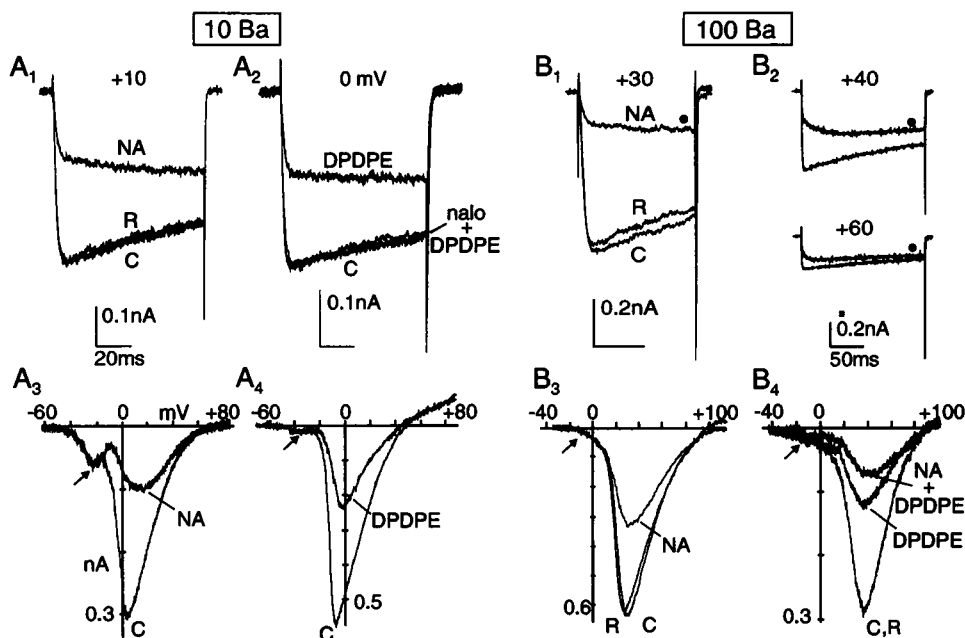 10 Ba
100 Ba
A1 +10
NA
R
C
0.1nA
20ms
A2 0 mV
DPDPE
nalo
+
DPDPE
C
0.1nA
B1 +30
NA
R
C
0.2nA
B2 +40
+60
0.2nA
50ms
A3
-60 0 mV +80
NA
nA
0.3
C
A4
-60 0 +80
DPDPE
0.5
C
B3
-40 0 +100
NA
0.6
R C
B4
-40 0 +100
NA
+
DPDPE
DPDPE
0.3
C,R